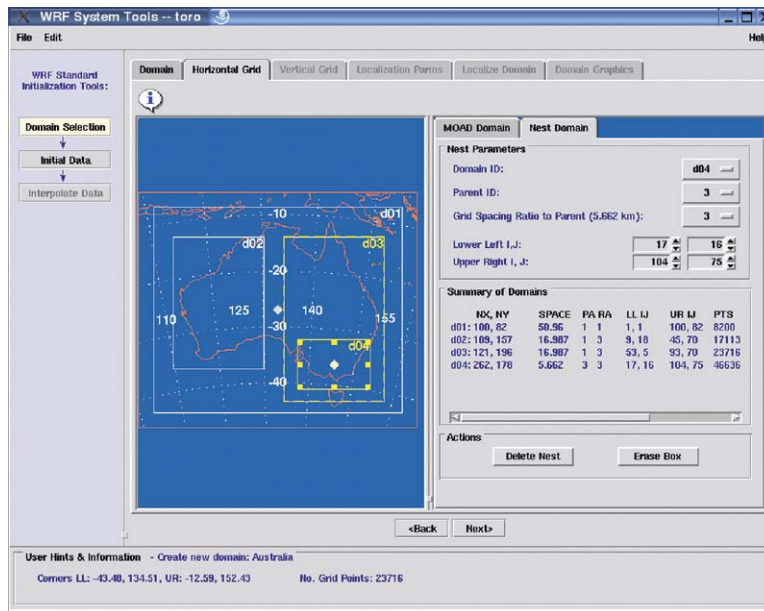 WRF System Tools -- toro
File Edit Help
WRF Standard
Initialization Tools:
Domain Selection
Initial Data
Interpolate Data
Domain Horizontal Grid Vertical Grid Localization Parms Localize Domain Domain Graphics
-10 d01
d02 d03
-20
110 125 140 155
-30
d04
-40
MOAD Domain Nest Domain
Nest Parameters
Domain ID: d04
Parent ID: 3
Grid Spacing Ratio to Parent (5.662 km): 3
Lower Left I,J: 17 16
Upper Right I, J: 104 75
Summary of Domains
NX, NY SPACE PA RA LL IJ UR IJ PTS
d01: 100, 82 50.96 1 1 1, 1 100, 82 8200
d02: 109, 157 16.987 1 3 9, 18 45, 70 17113
d03: 121, 196 16.987 1 3 53, 5 93, 70 23716
d04: 262, 178 5.662 3 3 17, 16 104, 75 46636
Actions
Delete Nest Erase Box
<Back Next>
User Hints & Information - Create new domain: Australia
Corners LL: -43.48, 134.51, UR: -12.59, 152.43 No. Grid Points: 23716